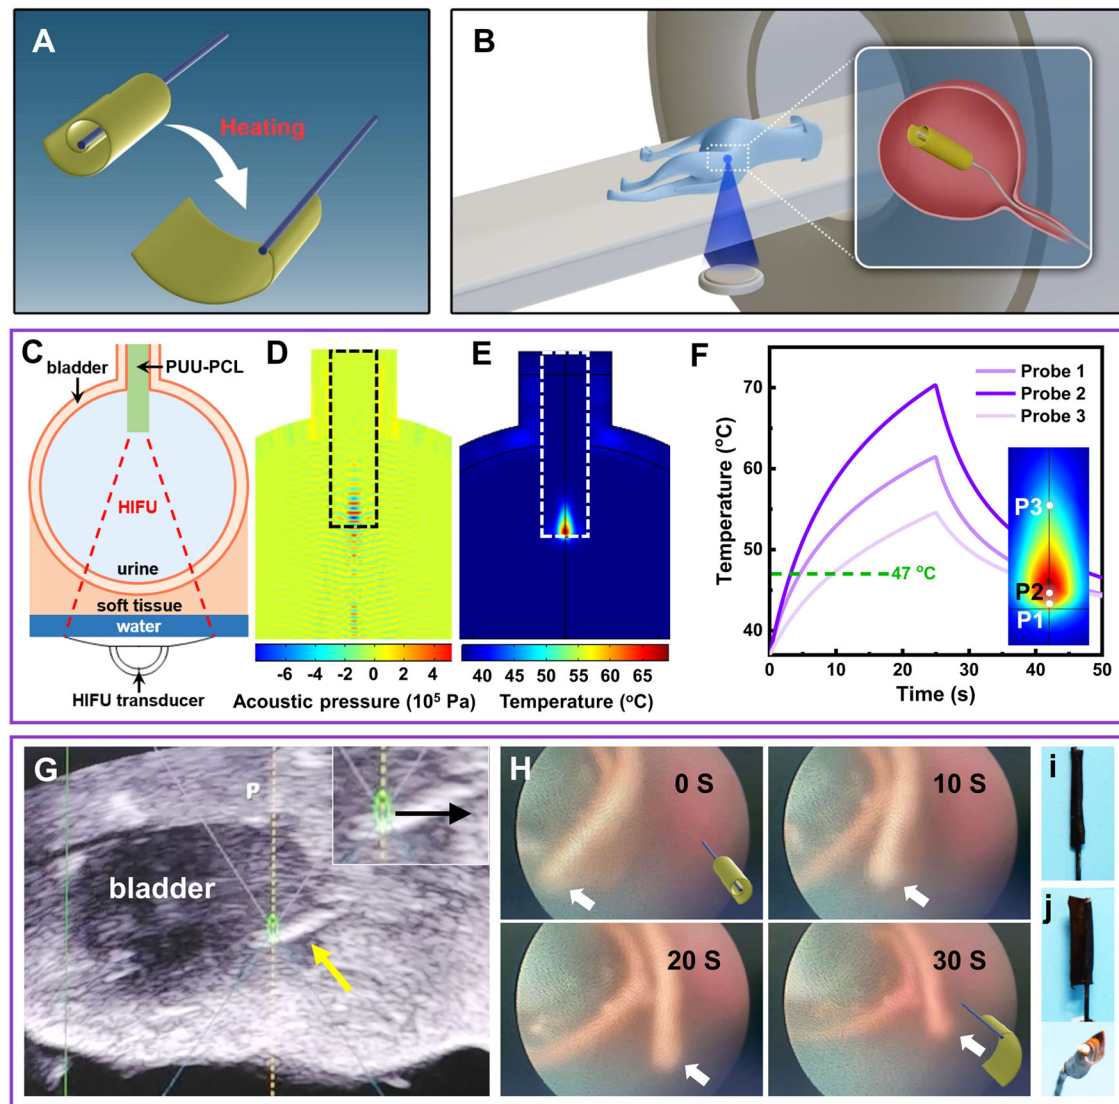 A
Heating
B
C
bladder
PUU-PCL
HIFU
urine
soft tissue
water
HIFU transducer
D
-6 -4 -2 0 2 4
Acoustic pressure (10⁵ Pa)
E
40 45 50 55 60 65
Temperature (°C)
F
Temperature (°C)
70
60
50
40
Probe 1
Probe 2
Probe 3
47 °C
P3
P2
P1
0 10 20 30 40 50
Time (s)
G
P
bladder
H
0 S
10 S
20 S
30 S
i
j